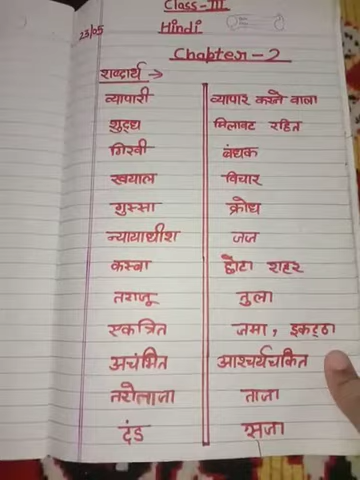 Class-III
23/05 Hindi
Chapter-2
शब्दार्थ →
व्यापारी व्यापार करने वाला
शुद्ध मिलावट रहित
गिरवी बंधक
खयाल विचार
गुस्सा क्रोध
न्यायाधीश जज
कस्बा छोटा शहर
तराजू तुला
एकत्रित जमा, इकट्ठा
अचंभित आश्चर्यचकित
तरोताजा ताजा
दंड सजा